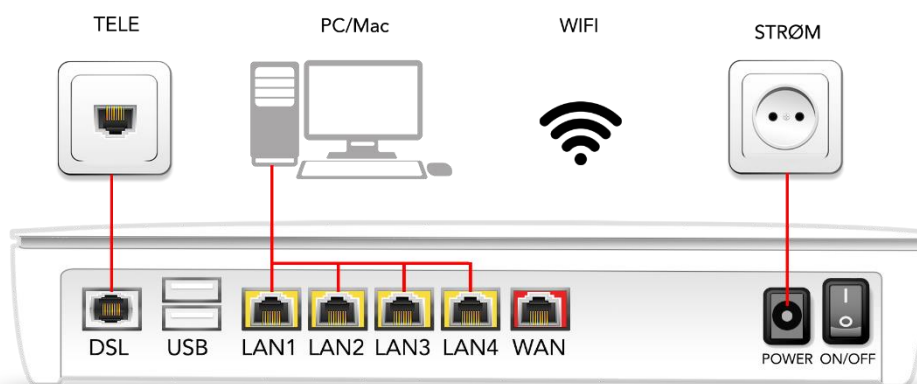 TELE
PC/Mac
WIFI
STRØM
DSL
USB
LAN1
LAN2
LAN3
LAN4
WAN
POWER
ON/OFF